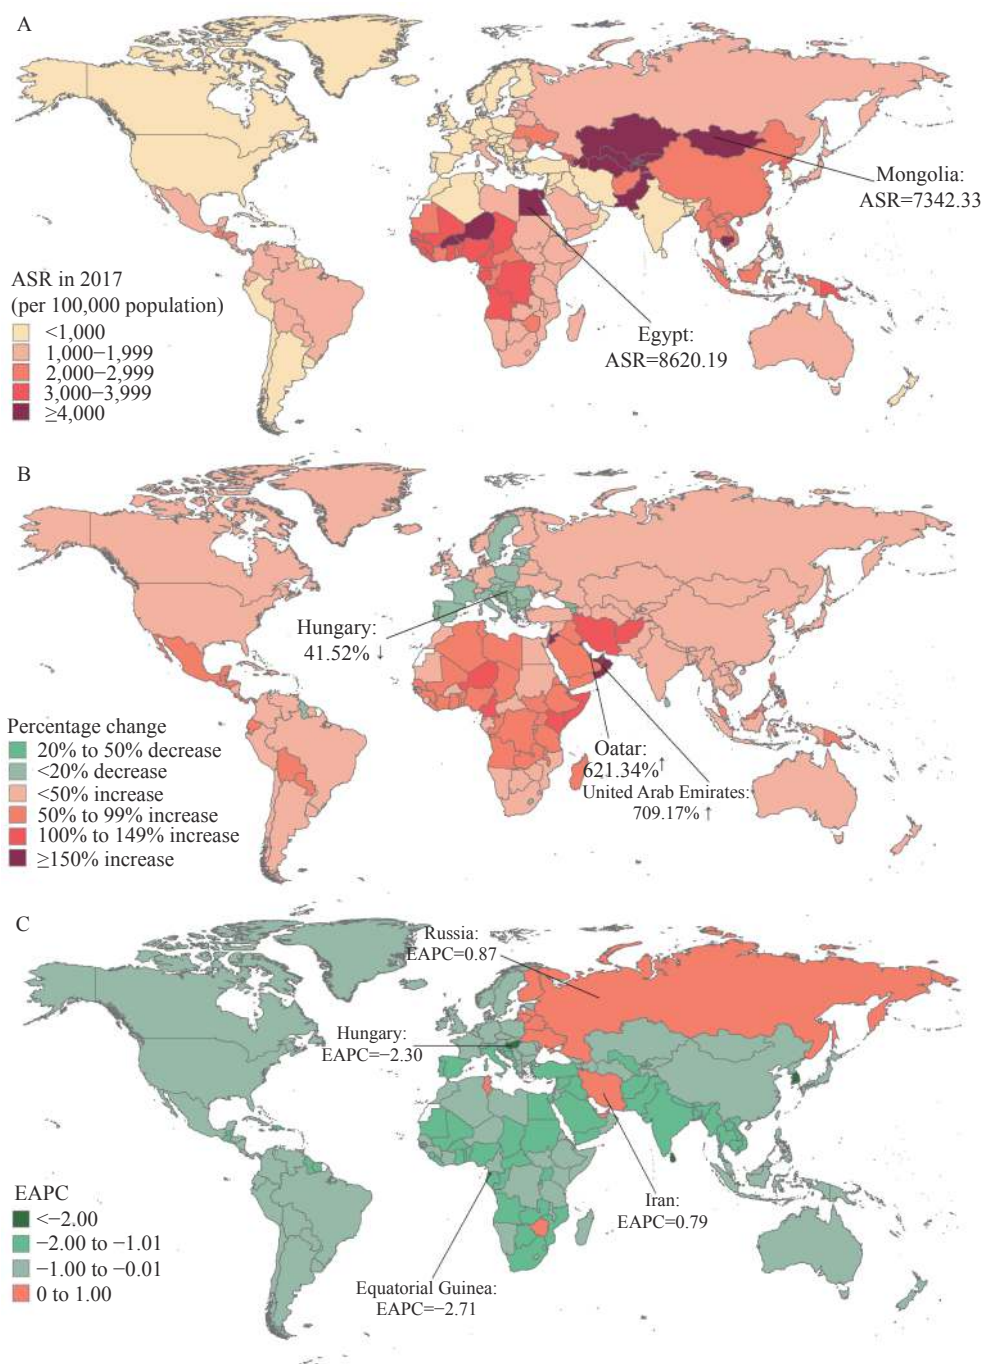 A
Mongolia:
ASR=7342.33
ASR in 2017
(per 100,000 population)
<1,000
1,000−1,999
2,000−2,999
3,000−3,999
≥4,000
Egypt:
ASR=8620.19
B
Hungary:
41.52% ↓
Percentage change
20% to 50% decrease
<20% decrease
<50% increase
50% to 99% increase
100% to 149% increase
≥150% increase
Oatar:
621.34%↑
United Arab Emirates:
709.17% ↑
C
Russia:
EAPC=0.87
Hungary:
EAPC=−2.30
EAPC
<−2.00
−2.00 to −1.01
−1.00 to −0.01
0 to 1.00
Iran:
EAPC=0.79
Equatorial Guinea:
EAPC=−2.71